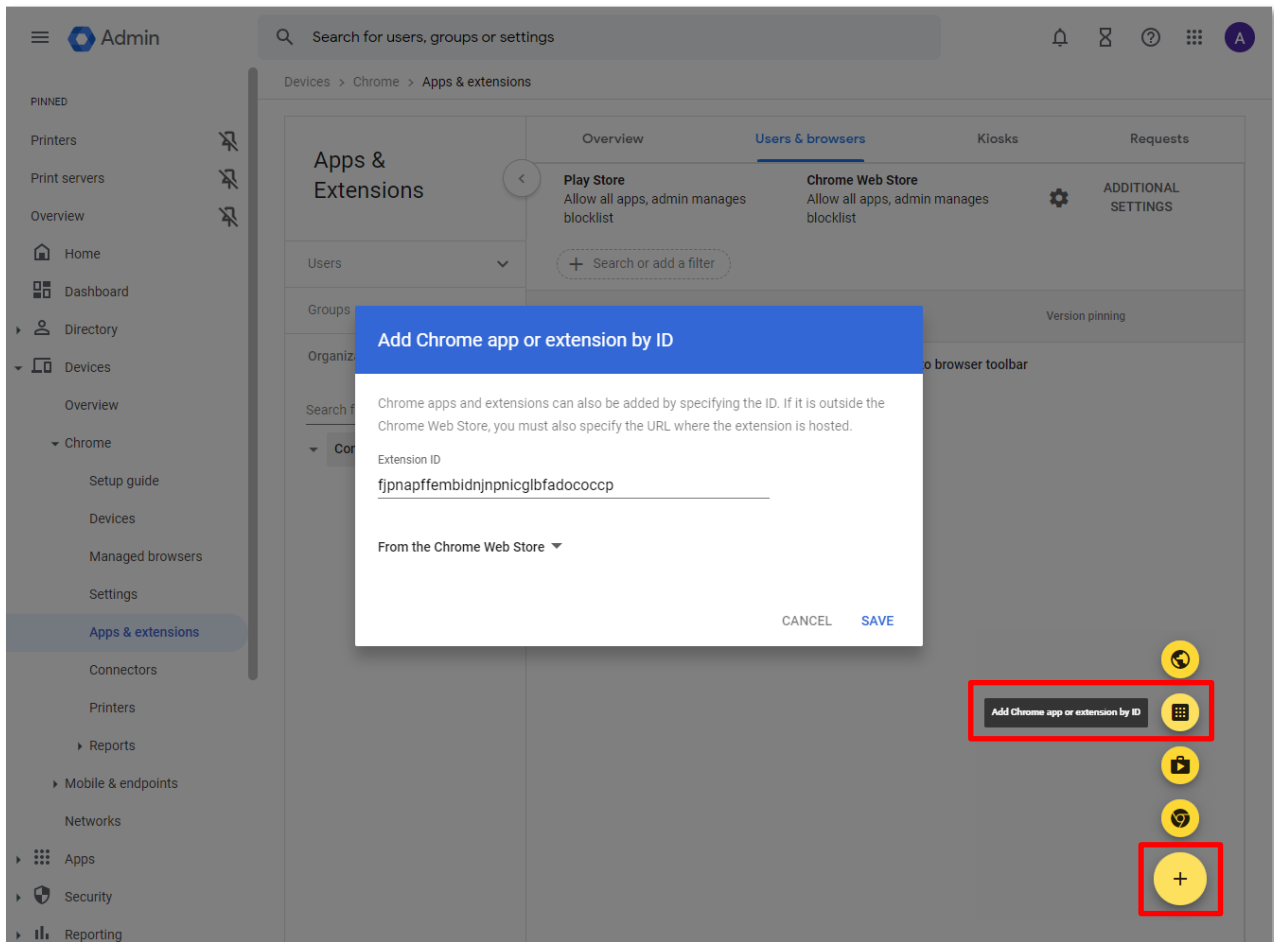 Admin
Search for users, groups or settings
A
Devices > Chrome > Apps & extensions
PINNED
Printers
Print servers
Overview
Home
Dashboard
Directory
Devices
Overview
Chrome
Setup guide
Devices
Managed browsers
Settings
Apps & extensions
Connectors
Printers
Reports
Mobile & endpoints
Networks
Apps
Security
Reporting
Apps &
Extensions
Users
Groups
Overview
Users & browsers
Kiosks
Requests
Play Store
Allow all apps, admin manages
blocklist
Chrome Web Store
Allow all apps, admin manages
blocklist
ADDITIONAL
SETTINGS
Search or add a filter
Version pinning
browser toolbar
Search
Add Chrome app or extension by ID
Chrome apps and extensions can also be added by specifying the ID. If it is outside the
Chrome Web Store, you must also specify the URL where the extension is hosted.
Extension ID
fjpnapffembidnjnpnicglbfadococcp
From the Chrome Web Store
CANCEL
SAVE
Add Chrome app or extension by ID